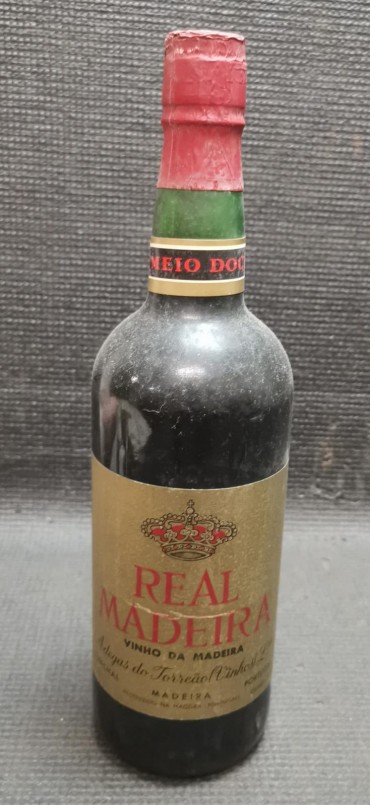 MEIO DOC
REAL
MADEIRA
VINHO DA MADEIRA
Adegas do Torreão (Vinhos) L
MADEIRA